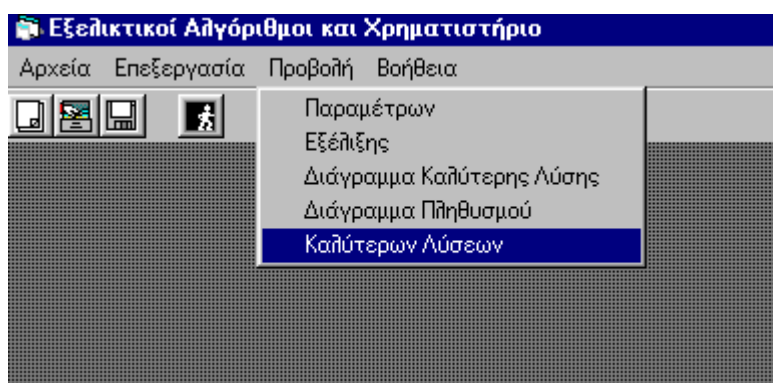 Εξελικτικοί Αλγόριθμοι και Χρηματιστήριο
Αρχεία Επεξεργασία Προβολή Βοήθεια
Παραμέτρων
Εξέλιξης
Διάγραμμα Καλύτερης Λύσης
Διάγραμμα Πληθυσμού
Καλύτερων Λύσεων